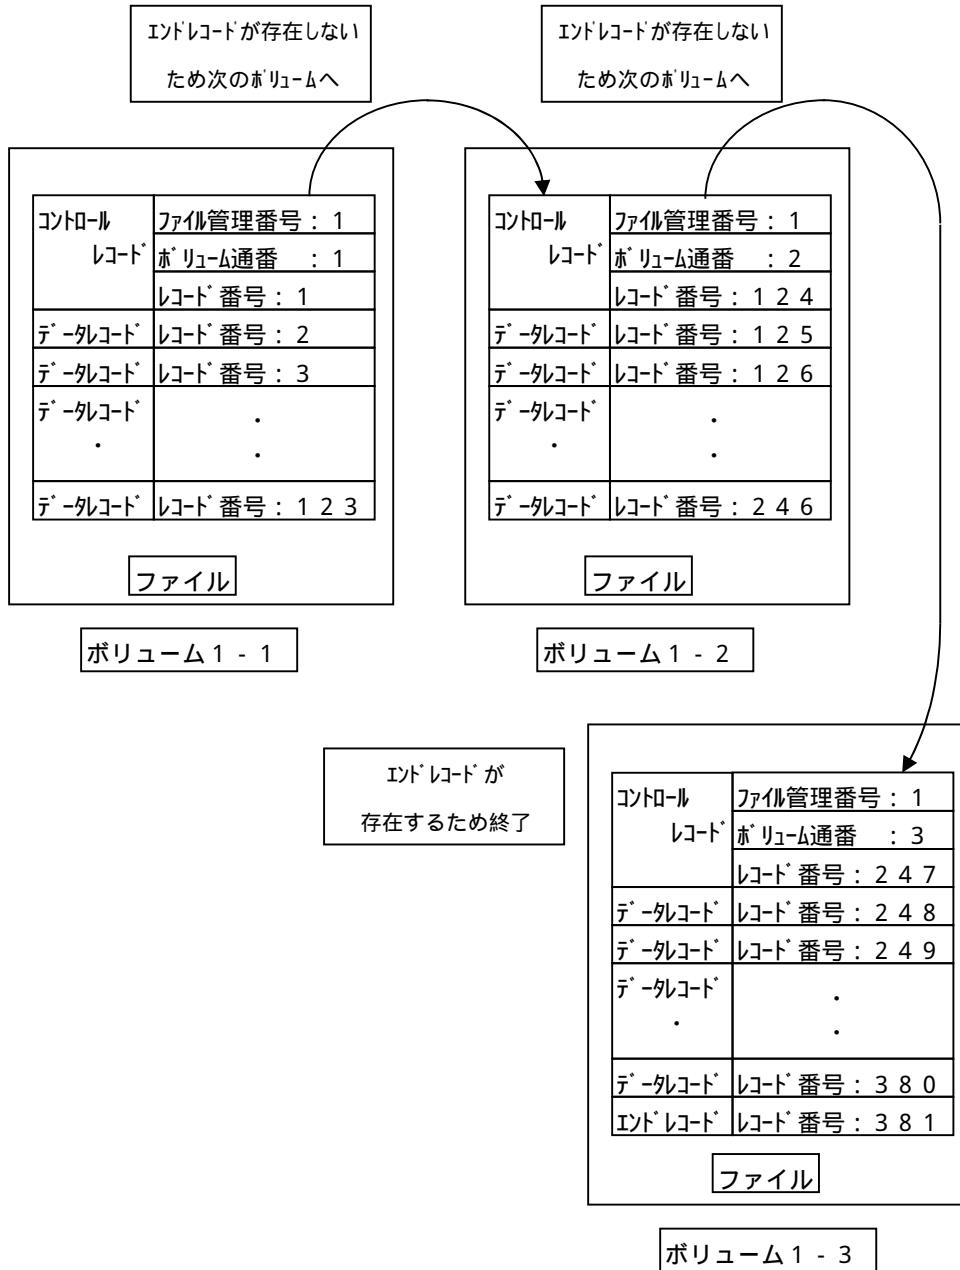 ｴﾝﾄﾞﾚｺｰﾄﾞが存在しない
ため次のﾎﾞﾘｭｰﾑへ
ｴﾝﾄﾞﾚｺｰﾄﾞが存在しない
ため次のﾎﾞﾘｭｰﾑへ
ｺﾝﾄﾛｰﾙ
ﾚｺｰﾄﾞ
ﾌｧｲﾙ管理番号：１
ﾎﾞﾘｭｰﾑ通番　：１
ﾚｺｰﾄﾞ番号：１
ﾃﾞｰﾀﾚｺｰﾄﾞ ﾚｺｰﾄﾞ番号：２
ﾃﾞｰﾀﾚｺｰﾄﾞ ﾚｺｰﾄﾞ番号：３
ﾃﾞｰﾀﾚｺｰﾄﾞ ・
・ ・
ﾃﾞｰﾀﾚｺｰﾄﾞ ﾚｺｰﾄﾞ番号：１２３
ファイル
ボリューム１-１
ｺﾝﾄﾛｰﾙ
ﾚｺｰﾄﾞ
ﾌｧｲﾙ管理番号：１
ﾎﾞﾘｭｰﾑ通番　：２
ﾚｺｰﾄﾞ番号：１２４
ﾃﾞｰﾀﾚｺｰﾄﾞ ﾚｺｰﾄﾞ番号：１２５
ﾃﾞｰﾀﾚｺｰﾄﾞ ﾚｺｰﾄﾞ番号：１２６
ﾃﾞｰﾀﾚｺｰﾄﾞ ・
・ ・
ﾃﾞｰﾀﾚｺｰﾄﾞ ﾚｺｰﾄﾞ番号：２４６
ファイル
ボリューム１-２
ｴﾝﾄﾞﾚｺｰﾄﾞが
存在するため終了
ｺﾝﾄﾛｰﾙ
ﾚｺｰﾄﾞ
ﾌｧｲﾙ管理番号：１
ﾎﾞﾘｭｰﾑ通番　：３
ﾚｺｰﾄﾞ番号：２４７
ﾃﾞｰﾀﾚｺｰﾄﾞ ﾚｺｰﾄﾞ番号：２４８
ﾃﾞｰﾀﾚｺｰﾄﾞ ﾚｺｰﾄﾞ番号：２４９
ﾃﾞｰﾀﾚｺｰﾄﾞ ・
・ ・
ﾃﾞｰﾀﾚｺｰﾄﾞ ﾚｺｰﾄﾞ番号：３８０
ｴﾝﾄﾞﾚｺｰﾄﾞ ﾚｺｰﾄﾞ番号：３８１
ファイル
ボリューム１-３